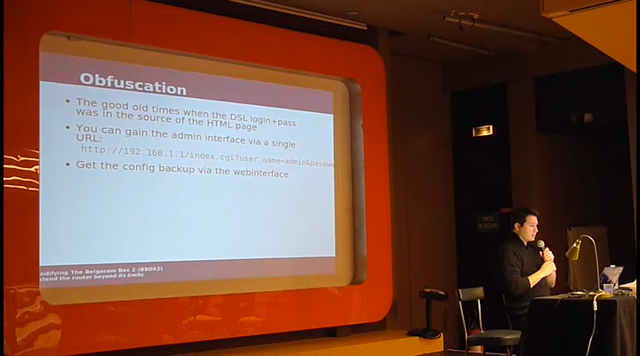 Obfuscation
• The good old times when the DSL login+pass
was in the source of the HTML page
• You can gain the admin interface via a single
URL:
http://192.168.1.1/index.cgi?user_name=admin&passwo
• Get the config backup via the webinterface
odifying The Belgacom Box 2 (BBOX2)
tend the router beyond its limits